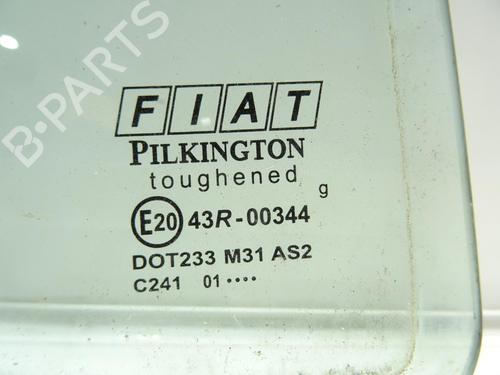 B-PARTS
FIAT
PILKINGTON
toughened
g
E20 43R-00344
DOT233 M31 AS2
C241 01 ••••